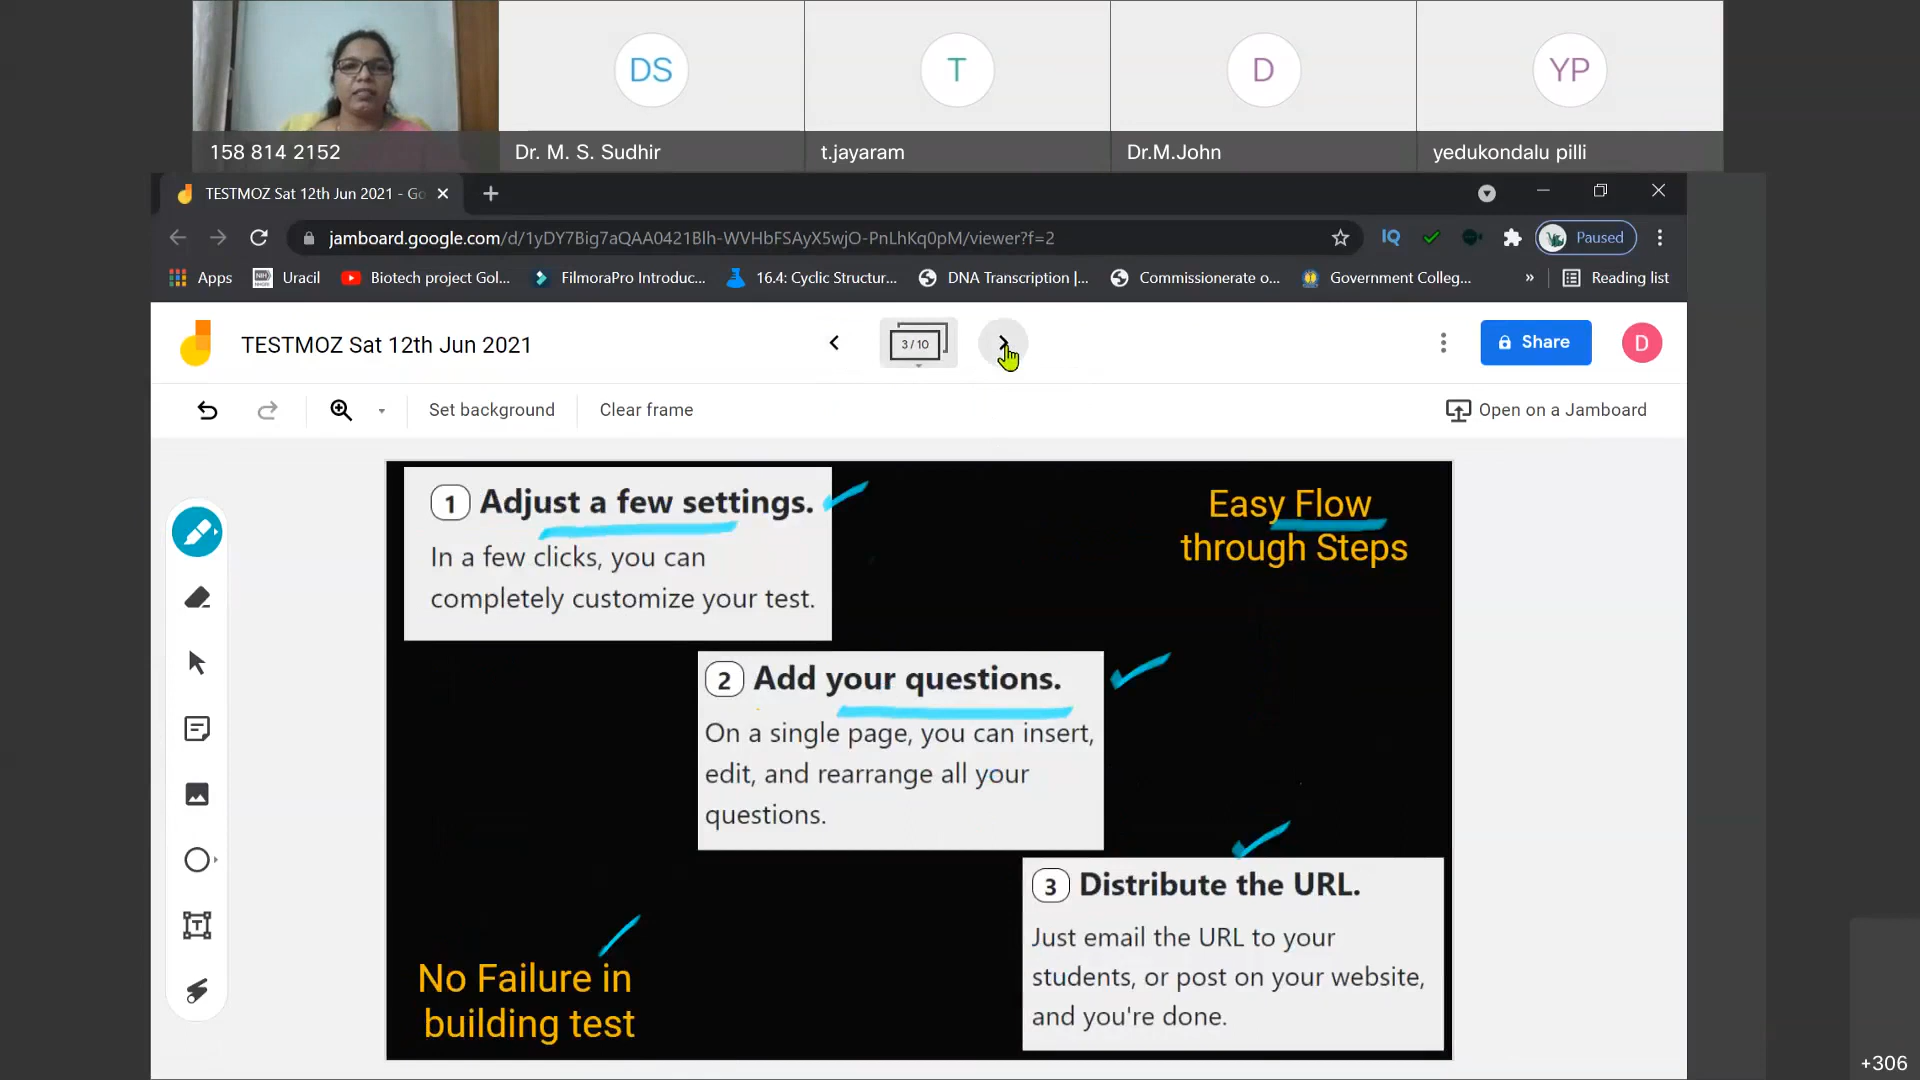 DS
T
D
YP
158 814 2152
Dr. M. S. Sudhir
t.jayaram
Dr.M.John
yedukondalu pilli
TESTMOZ Sat 12th Jun 2021 - Go
jamboard.google.com/d/1yDY7Big7aQAA0421Blh-WVHbFSAyX5wjO-PnLhKq0pM/viewer?f=2
IQ
Paused
Apps
Uracil
Biotech project Gol...
FilmoraPro Introduc...
16.4: Cyclic Structur...
DNA Transcription |...
Commissionerate o...
Government Colleg...
»
Reading list
TESTMOZ Sat 12th Jun 2021
3 / 10
Share
D
Set background
Clear frame
Open on a Jamboard
1 Adjust a few settings.
In a few clicks, you can
completely customize your test.
Easy Flow
through Steps
2 Add your questions.
On a single page, you can insert,
edit, and rearrange all your
questions.
3 Distribute the URL.
Just email the URL to your
students, or post on your website,
and you're done.
No Failure in
building test
+306